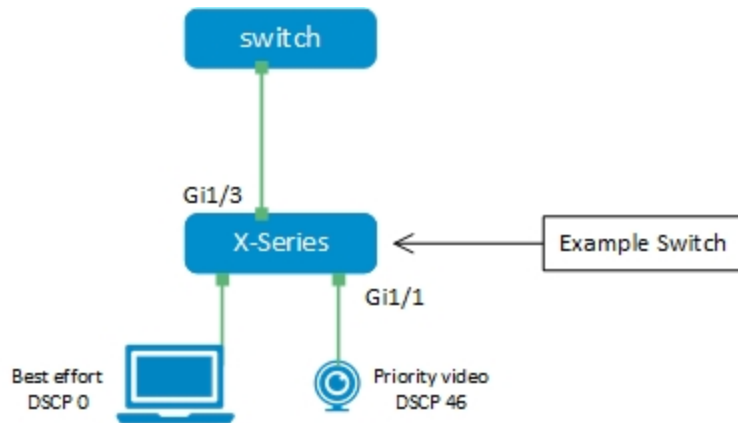 switch
Gi1/3
X-Series
Example Switch
Gi1/1
Best effort
DSCP 0
Priority video
DSCP 46